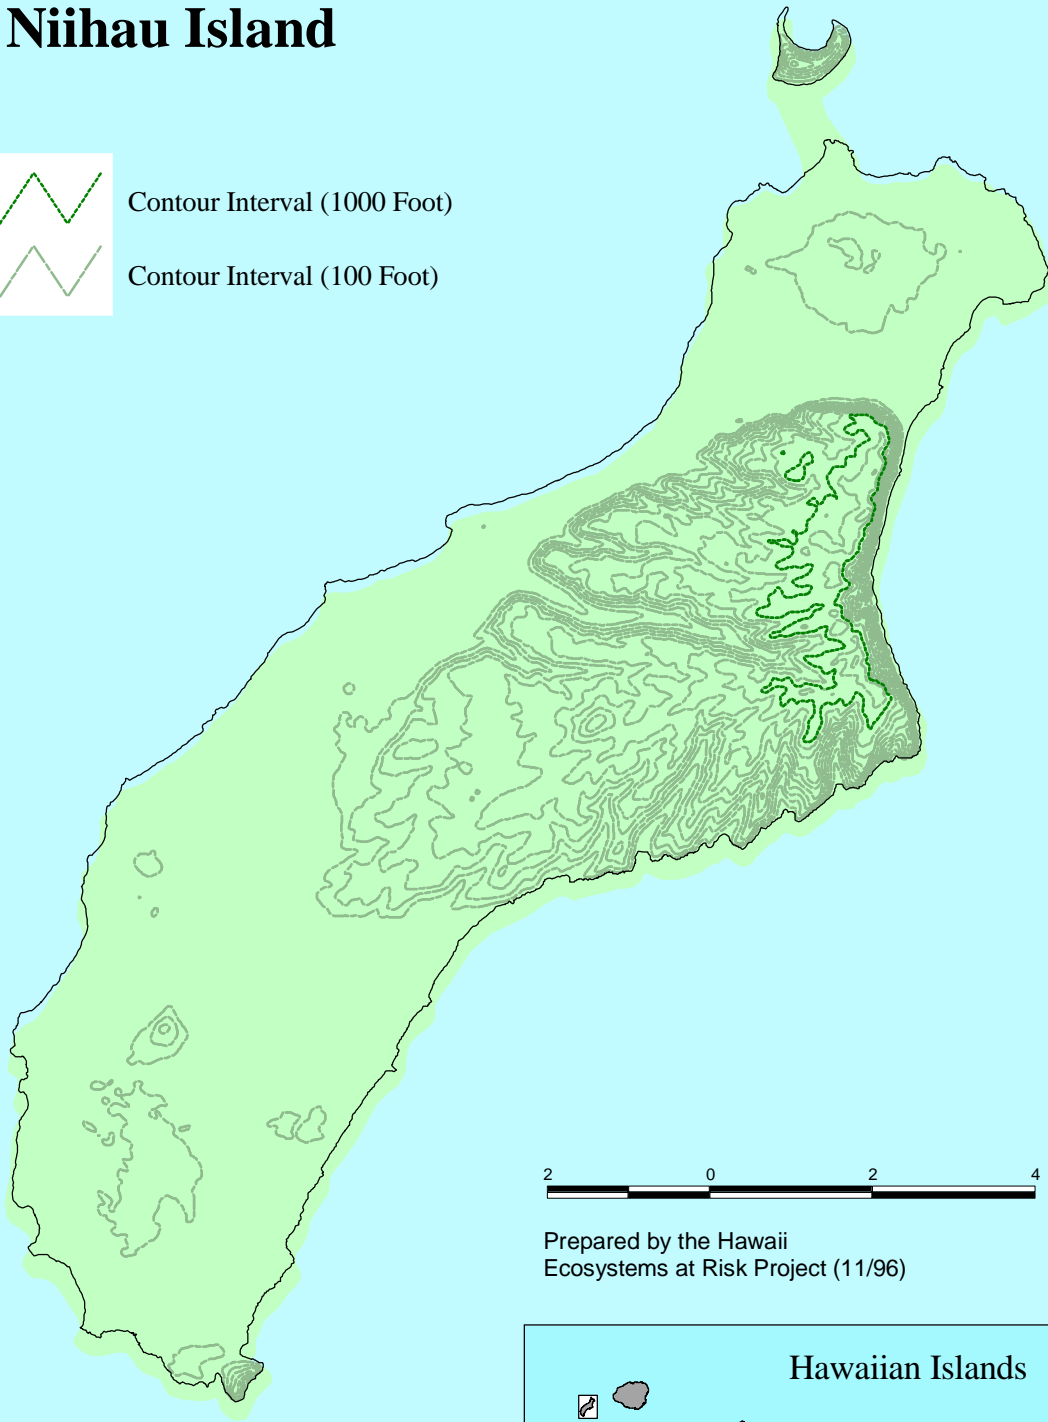 Niihau Island
Contour Interval (1000 Foot)
Contour Interval (100 Foot)
2 0 2 4
Prepared by the Hawaii
Ecosystems at Risk Project (11/96)
Hawaiian Islands